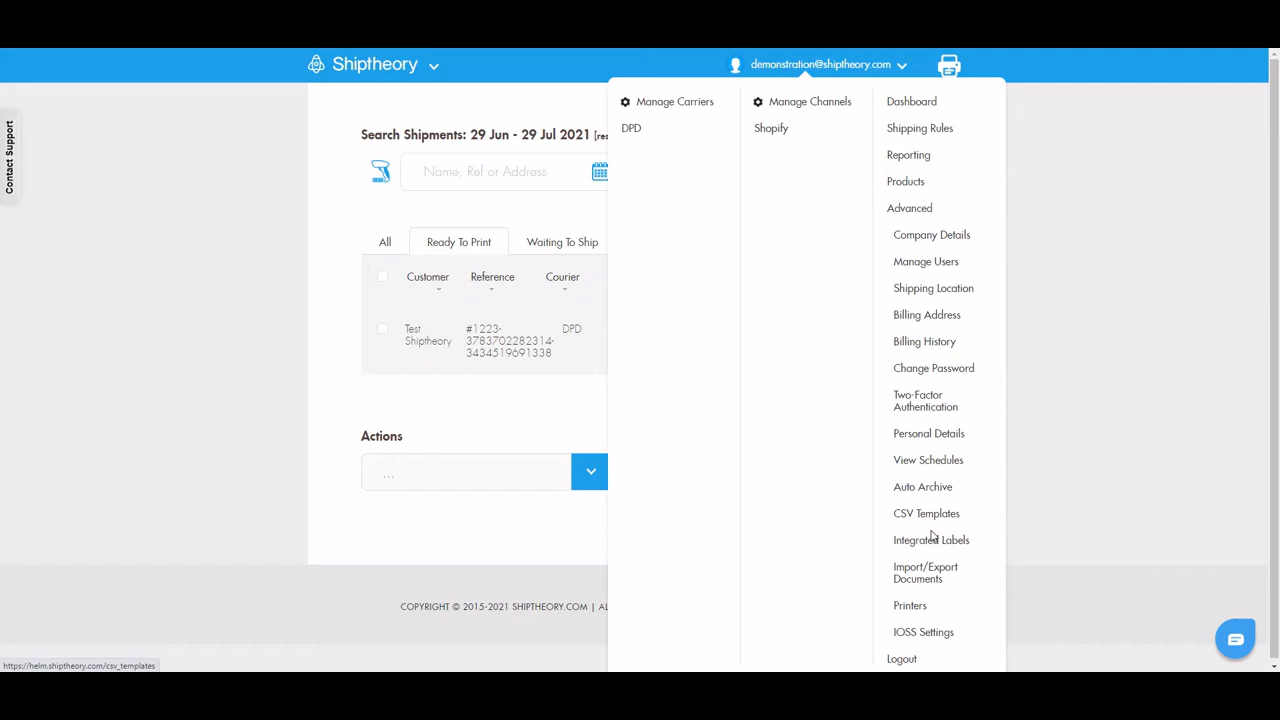 Shiptheory
demonstration@shiptheory.com
Contact Support
Search Shipments: 29 Jun - 29 Jul 2021 [res
Name, Ref or Address
All
Ready To Print
Waiting To Ship
Customer
Reference
Courier
Test
Shiptheory
#1223-
3783702282314-
3434519691338
DPD
Actions
...
COPYRIGHT © 2015-2021 SHIPTHEORY.COM | AL
Manage Carriers
DPD
Manage Channels
Shopify
Dashboard
Shipping Rules
Reporting
Products
Advanced
Company Details
Manage Users
Shipping Location
Billing Address
Billing History
Change Password
Two-Factor
Authentication
Personal Details
View Schedules
Auto Archive
CSV Templates
Integrated Labels
Import/Export
Documents
Printers
IOSS Settings
Logout
https://helm.shiptheory.com/csv_templates